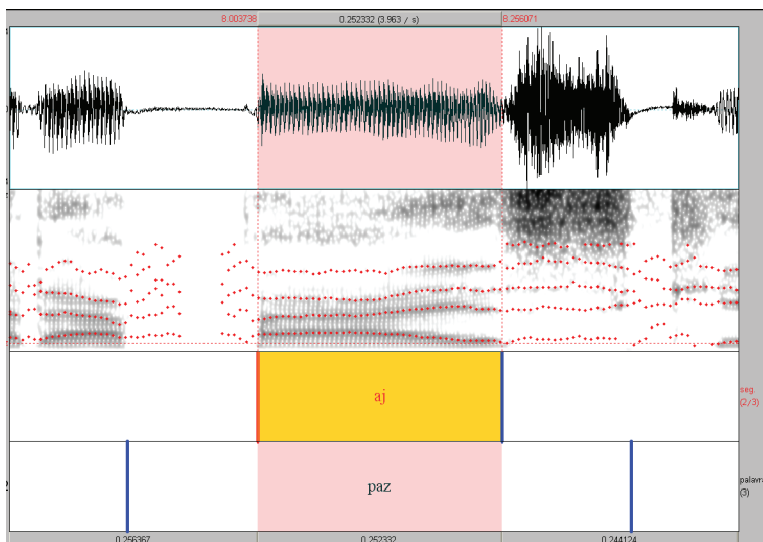 8.003738 0.252332 (3.963 / s) 8.256071
aj
seg.
(2/3)
paz
palavra
(3)
0.256367 0.252332 0.244124